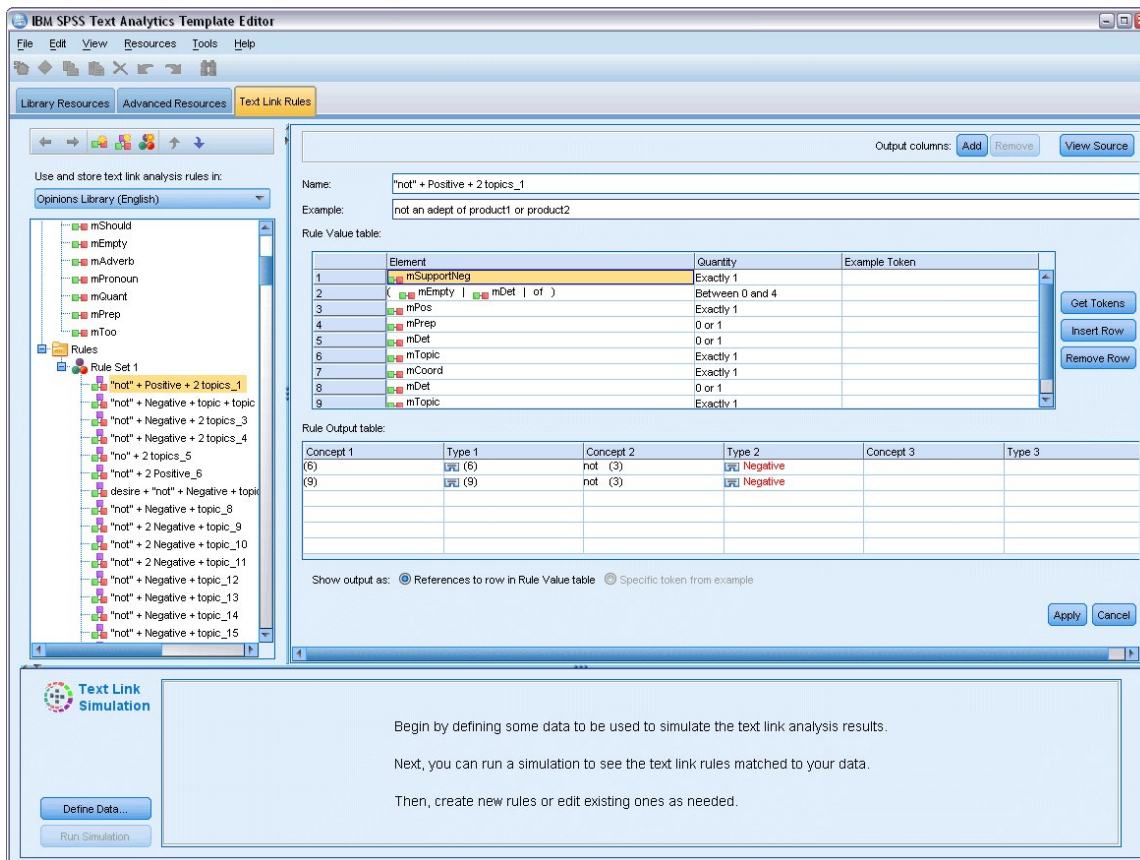 IBM SPSS Text Analytics Template Editor
File Edit View Resources Tools Help
Library Resources Advanced Resources Text Link Rules
Use and store text link analysis rules in:
Opinions Library (English)
mShould
mEmpty
mAdverb
mPronoun
mQuant
mPrep
mToo
Rules
Rule Set 1
"not" + Positive + 2 topics_1
"not" + Negative + topic + topic
"not" + Negative + 2 topics_3
"not" + Negative + 2 topics_4
"no" + 2 topics_5
"not" + 2 Positive_6
desire + "not" + Negative + topic
"not" + Negative + topic_8
"not" + 2 Negative + topic_9
"not" + 2 Negative + topic_10
"not" + 2 Negative + topic_11
"not" + Negative + topic_12
"not" + Negative + topic_13
"not" + Negative + topic_14
"not" + Negative + topic_15
Output columns: Add Remove View Source
Name: "not" + Positive + 2 topics_1
Example: not an adept of product1 or product2
Rule Value table:
Element Quantity Example Token
1 mSupportNeg Exactly 1
2 ( mEmpty | mDet | of ) Between 0 and 4
3 mPos Exactly 1
4 mPrep 0 or 1
5 mDet 0 or 1
6 mTopic Exactly 1
7 mCoord Exactly 1
8 mDet 0 or 1
9 mTopic Exactly 1
Get Tokens
Insert Row
Remove Row
Rule Output table:
Concept 1 Type 1 Concept 2 Type 2 Concept 3 Type 3
(6) (6) not (3) Negative
(9) (9) not (3) Negative
Show output as: References to row in Rule Value table Specific token from example
Apply Cancel
Text Link
Simulation
Define Data...
Run Simulation
Begin by defining some data to be used to simulate the text link analysis results.
Next, you can run a simulation to see the text link rules matched to your data.
Then, create new rules or edit existing ones as needed.